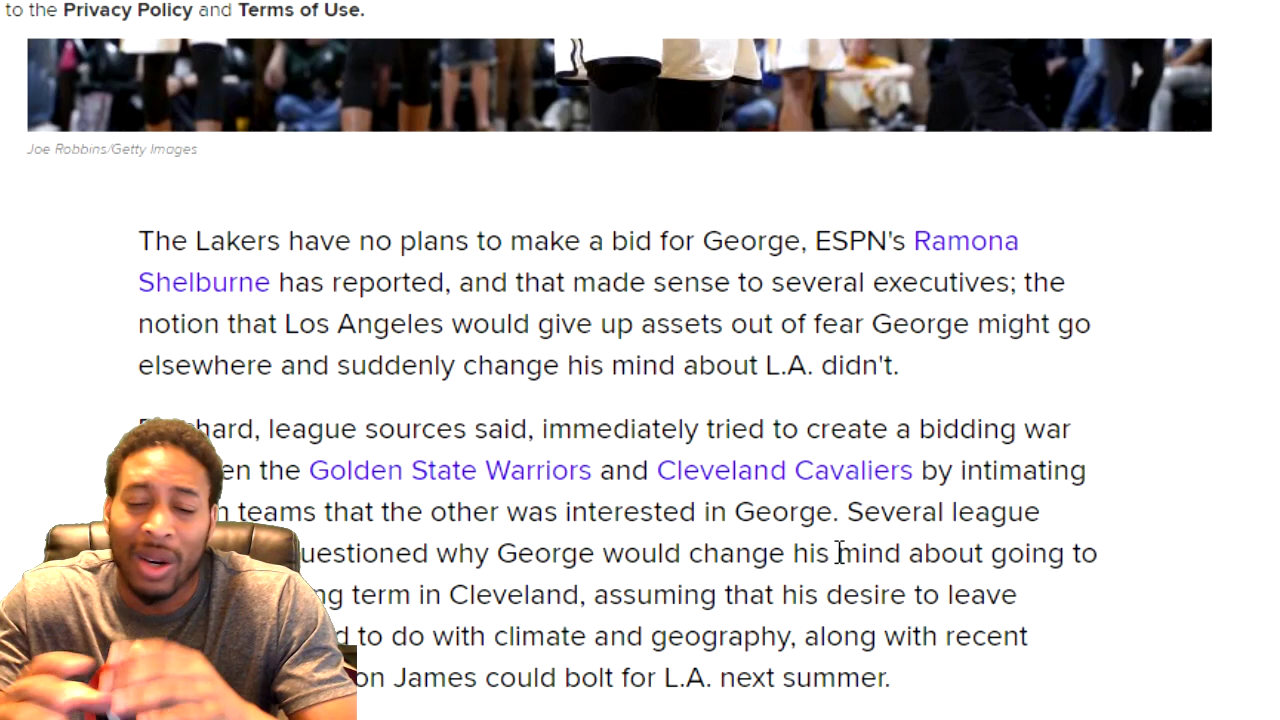 to the Privacy Policy and Terms of Use.
Joe Robbins/Getty Images
The Lakers have no plans to make a bid for George, ESPN's Ramona
Shelburne has reported, and that made sense to several executives; the
notion that Los Angeles would give up assets out of fear George might go
elsewhere and suddenly change his mind about L.A. didn't.
league sources said, immediately tried to create a bidding war
the Golden State Warriors and Cleveland Cavaliers by intimating
teams that the other was interested in George. Several league
why George would change his mind about going to
term in Cleveland, assuming that his desire to leave
to do with climate and geography, along with recent
James could bolt for L.A. next summer.